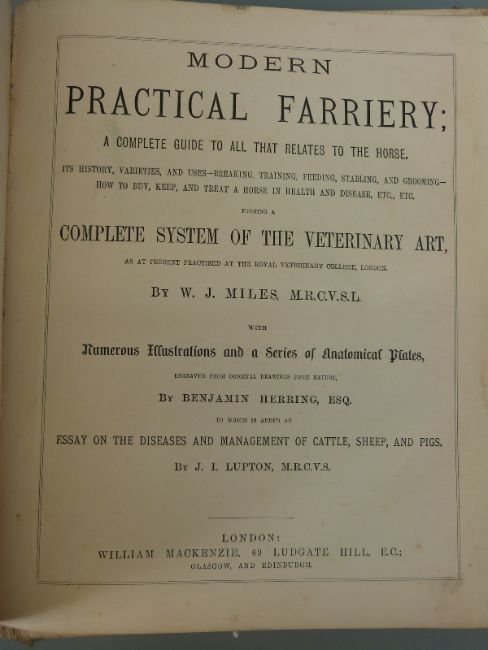 MODERN
PRACTICAL FARRIERY;
A COMPLETE GUIDE TO ALL THAT RELATES TO THE HORSE.
ITS HISTORY, VARIETIES, AND USES—BREAKING, TRAINING, FEEDING, STABLING, AND GROOMING—
HOW TO BUY, KEEP, AND TREAT A HORSE IN HEALTH AND DISEASE, ETC., ETC.
FORMING A
COMPLETE SYSTEM OF THE VETERINARY ART,
AS AT PRESENT PRACTISED AT THE ROYAL VETERINARY COLLEGE, LONDON.
BY W. J. MILES, M.R.C.V.S.L.
WITH
Numerous Illustrations and a Series of Anatomical Plates,
ENGRAVED FROM ORIGINAL DRAWINGS FROM NATURE,
BY BENJAMIN HERRING, ESQ.
TO WHICH IS ADDED AN
ESSAY ON THE DISEASES AND MANAGEMENT OF CATTLE, SHEEP, AND PIGS.
BY J. I. LUPTON, M.R.C.V.S.
LONDON:
WILLIAM MACKENZIE, 69 LUDGATE HILL, E.C.;
GLASGOW, AND EDINBURGH.